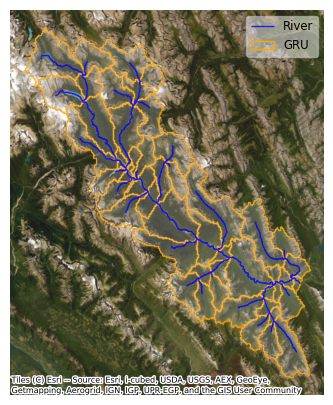 River
GRU
Tiles (C) Esri -- Source: Esri, i-cubed, USDA, USGS, AEX, GeoEye,
Getmapping, Aerogrid, IGN, IGP, UPR-EGP, and the GIS User Community